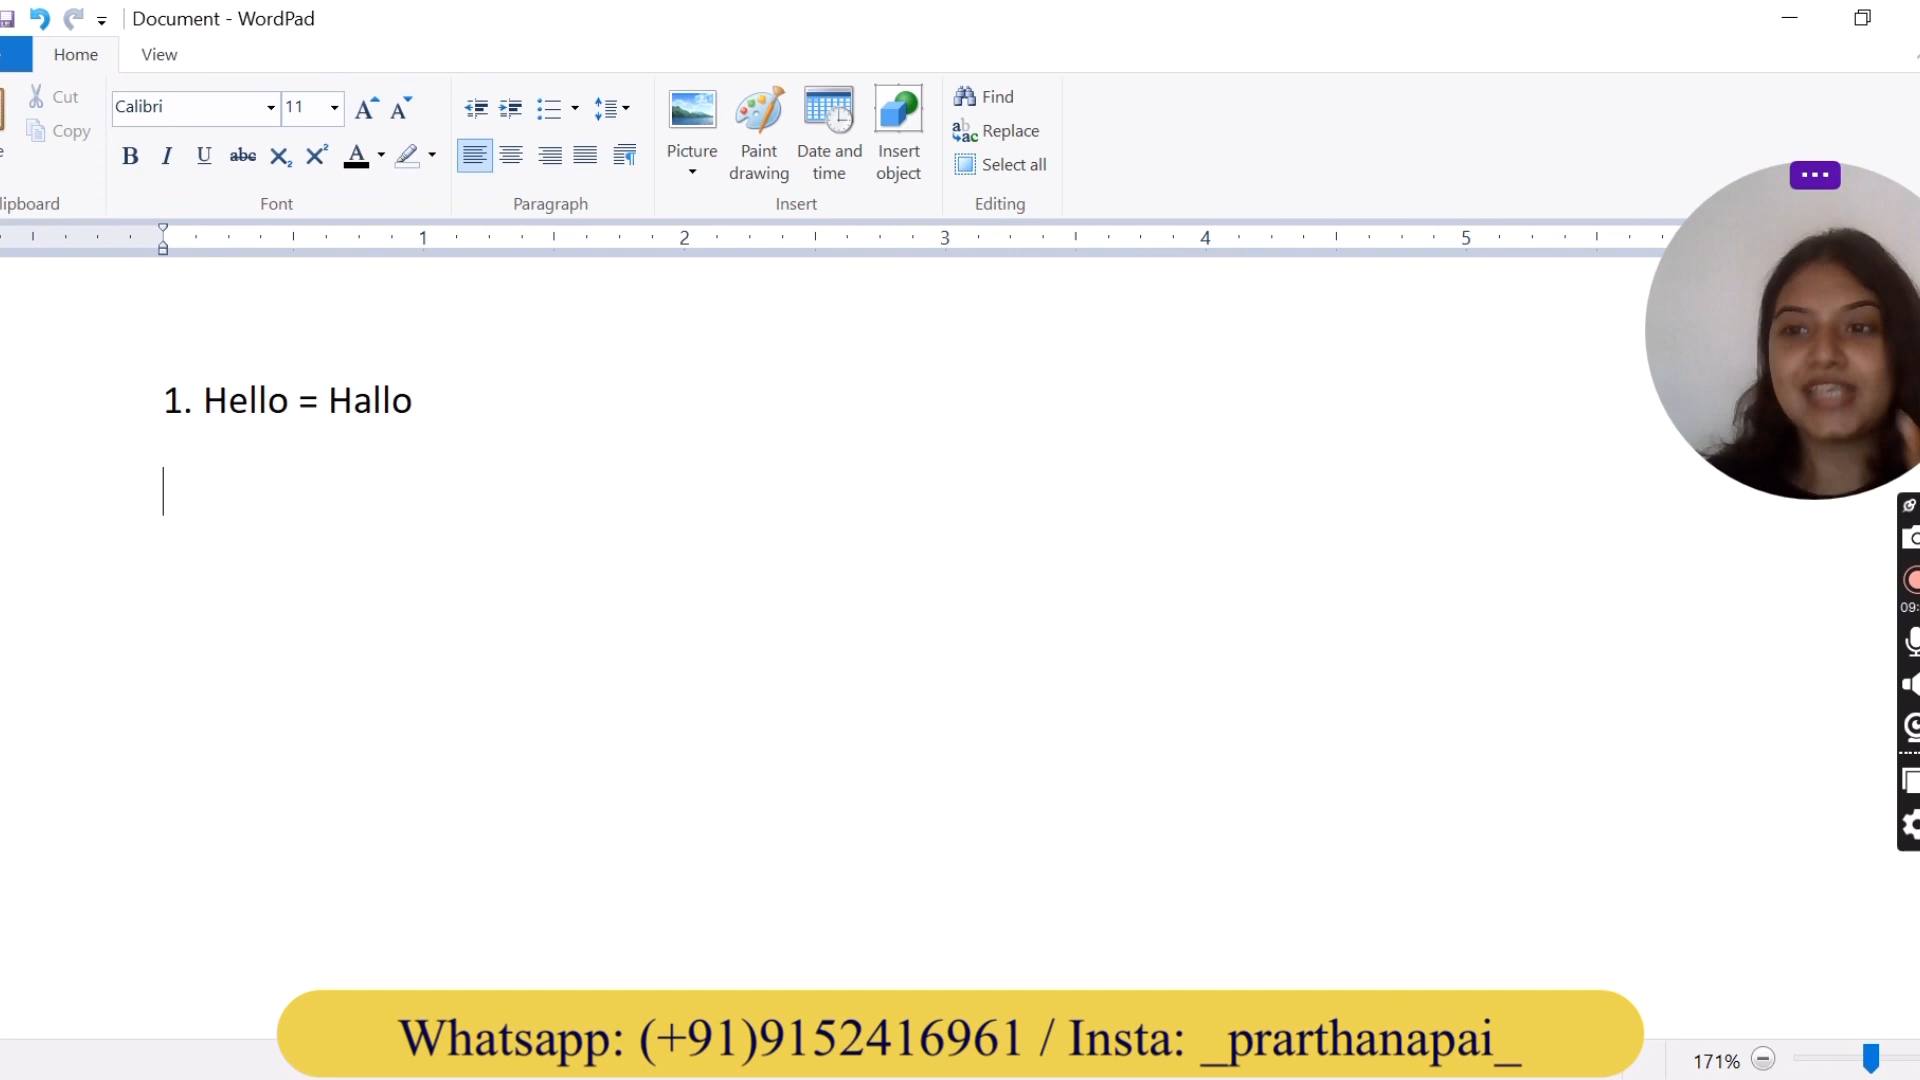 Document - WordPad
Home View
Cut
Copy
lipboard
Calibri 11
Font
Paragraph
Picture
Paint drawing
Date and time
Insert object
Insert
Find
Replace
Select all
Editing
1 2 3 4 5
1. Hello = Hallo
09:
Whatsapp: (+91)9152416961 / Insta: _prarthanapai_
171%